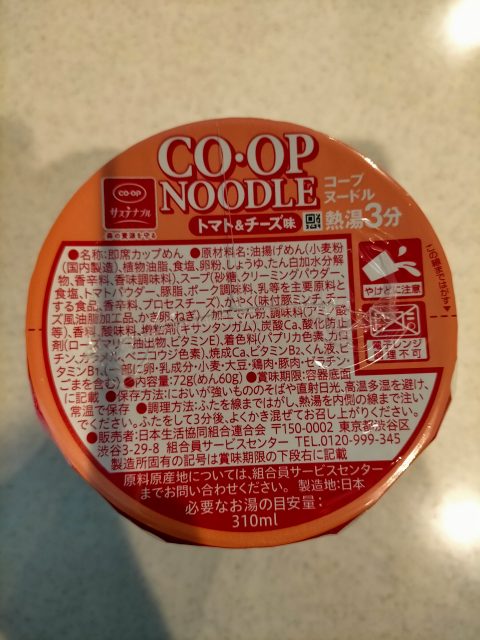 CO・OP
NOODLE
コープ
ヌードル
トマト&チーズ味
熱湯3分
CO・OP
サステナブル
森の資源を守る
●名称:即席カップめん ●原材料名:油揚げめん(小麦粉
(国内製造)、植物油脂、食塩、卵粉、しょうゆ、たん白加水分解
物、香辛料、香味調味料)、スープ(砂糖、クリーミングパウダー、
食塩、トマトパウダー、豚脂、ポーク調味料、乳等を主要原料と
する食品、香辛料、プロセスチーズ)、かやく(味付豚ミンチ、チー
ズ風油脂加工品、かき卵、ねぎ)/加工でん粉、調味料(アミノ酸
等)、香料、酸味料、増粘剤(キサンタンガム)、炭酸Ca、酸化防止
剤(ローズマリー抽出物、ビタミンE)、着色料(パプリカ色素、カロ
チン、カラメル、ベニコウジ色素)、焼成Ca、ビタミンB2、くん液、ビ
タミンB1、(一部に卵・乳成分・小麦・大豆・鶏肉・豚肉・ゼラチン・
ごまを含む) ●内容量:72g(めん60g) ●賞味期限:容器底面
に記載 ●保存方法:においが強いもののそばや直射日光、高温多湿を避け、
常温で保存 ●調理方法:ふたを線まではがし、熱湯を内側の線まで注い
でください。ふたをして3分後、よくかき混ぜてお召し上がりください。
●販売者:日本生活協同組合連合会 〒150-0002 東京都渋谷区
渋谷3-29-8 組合員サービスセンター TEL.0120-999-345
製造所固有の記号は賞味期限の下段右に記載
原料原産地については、組合員サービスセンター
までお問い合わせください。 製造地:日本
必要なお湯の目安量:
310ml
やけどに注意
電子レンジ
調理不可
この線まではがす